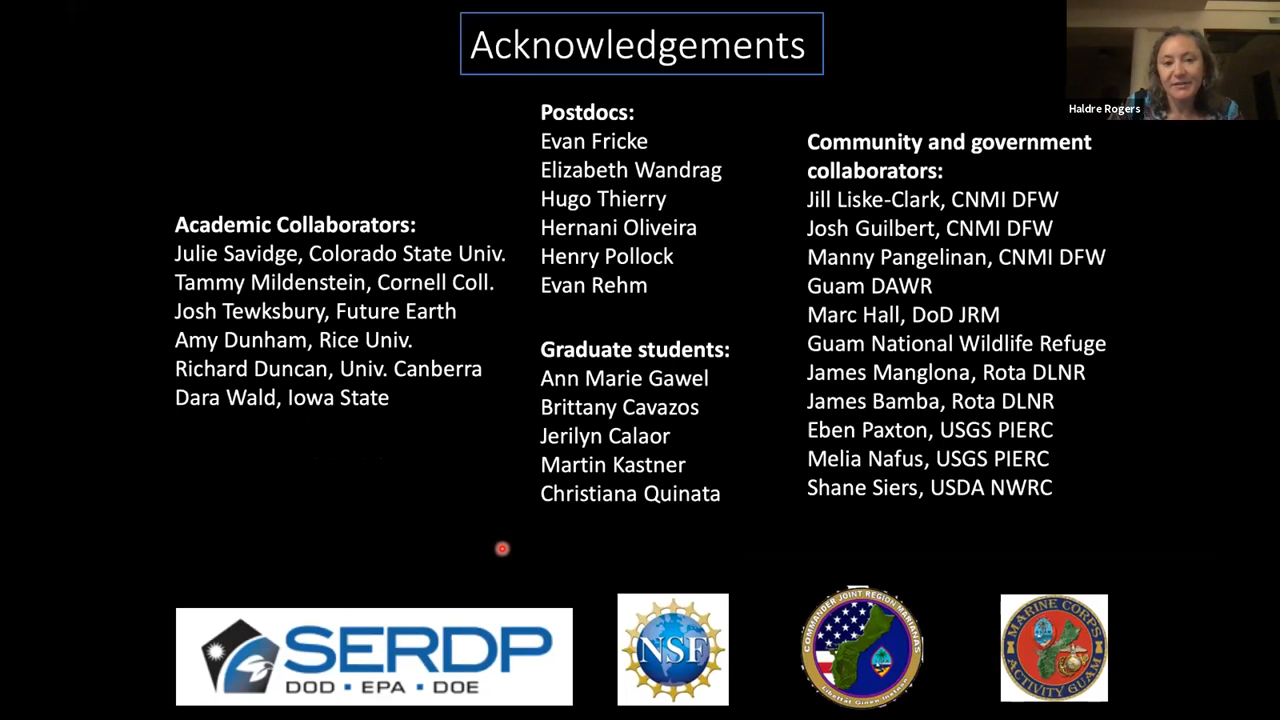 Acknowledgements
Haldre Rogers
Academic Collaborators:
Julie Savidge, Colorado State Univ.
Tammy Mildenstein, Cornell Coll.
Josh Tewksbury, Future Earth
Amy Dunham, Rice Univ.
Richard Duncan, Univ. Canberra
Dara Wald, Iowa State
Postdocs:
Evan Fricke
Elizabeth Wandrag
Hugo Thierry
Hernani Oliveira
Henry Pollock
Evan Rehm
Graduate students:
Ann Marie Gawel
Brittany Cavazos
Jerilyn Calaor
Martin Kastner
Christiana Quinata
Community and government
collaborators:
Jill Liske-Clark, CNMI DFW
Josh Guilbert, CNMI DFW
Manny Pangelinan, CNMI DFW
Guam DAWR
Marc Hall, DoD JRM
Guam National Wildlife Refuge
James Manglona, Rota DLNR
James Bamba, Rota DLNR
Eben Paxton, USGS PIERC
Melia Nafus, USGS PIERC
Shane Siers, USDA NWRC
SERDP
DOD ▪ EPA ▪ DOE
NSF
COMMANDER JOINT REGION MARIANAS
MARINE CORPS
ACTIVITY GUAM